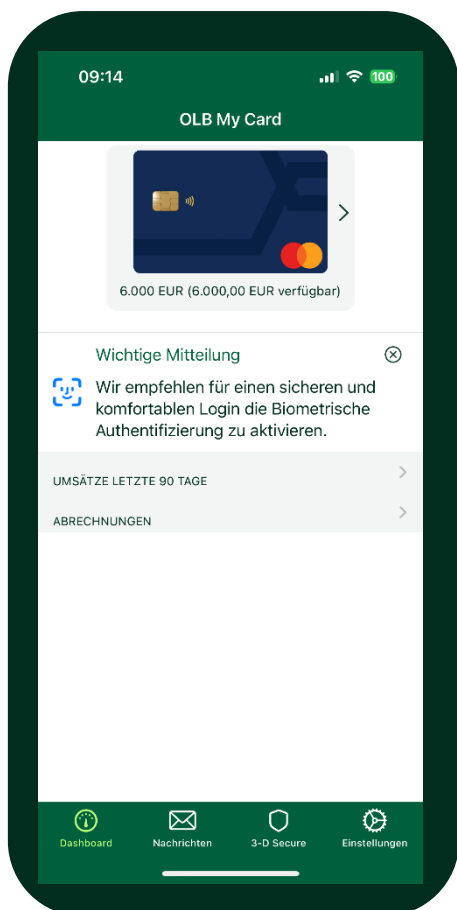 09:14
100
OLB My Card
6.000 EUR (6.000,00 EUR verfügbar)
Wichtige Mitteilung
Wir empfehlen für einen sicheren und
komfortablen Login die Biometrische
Authentifizierung zu aktivieren.
UMSÄTZE LETZTE 90 TAGE
ABRECHNUNGEN
Dashboard
Nachrichten
3-D Secure
Einstellungen